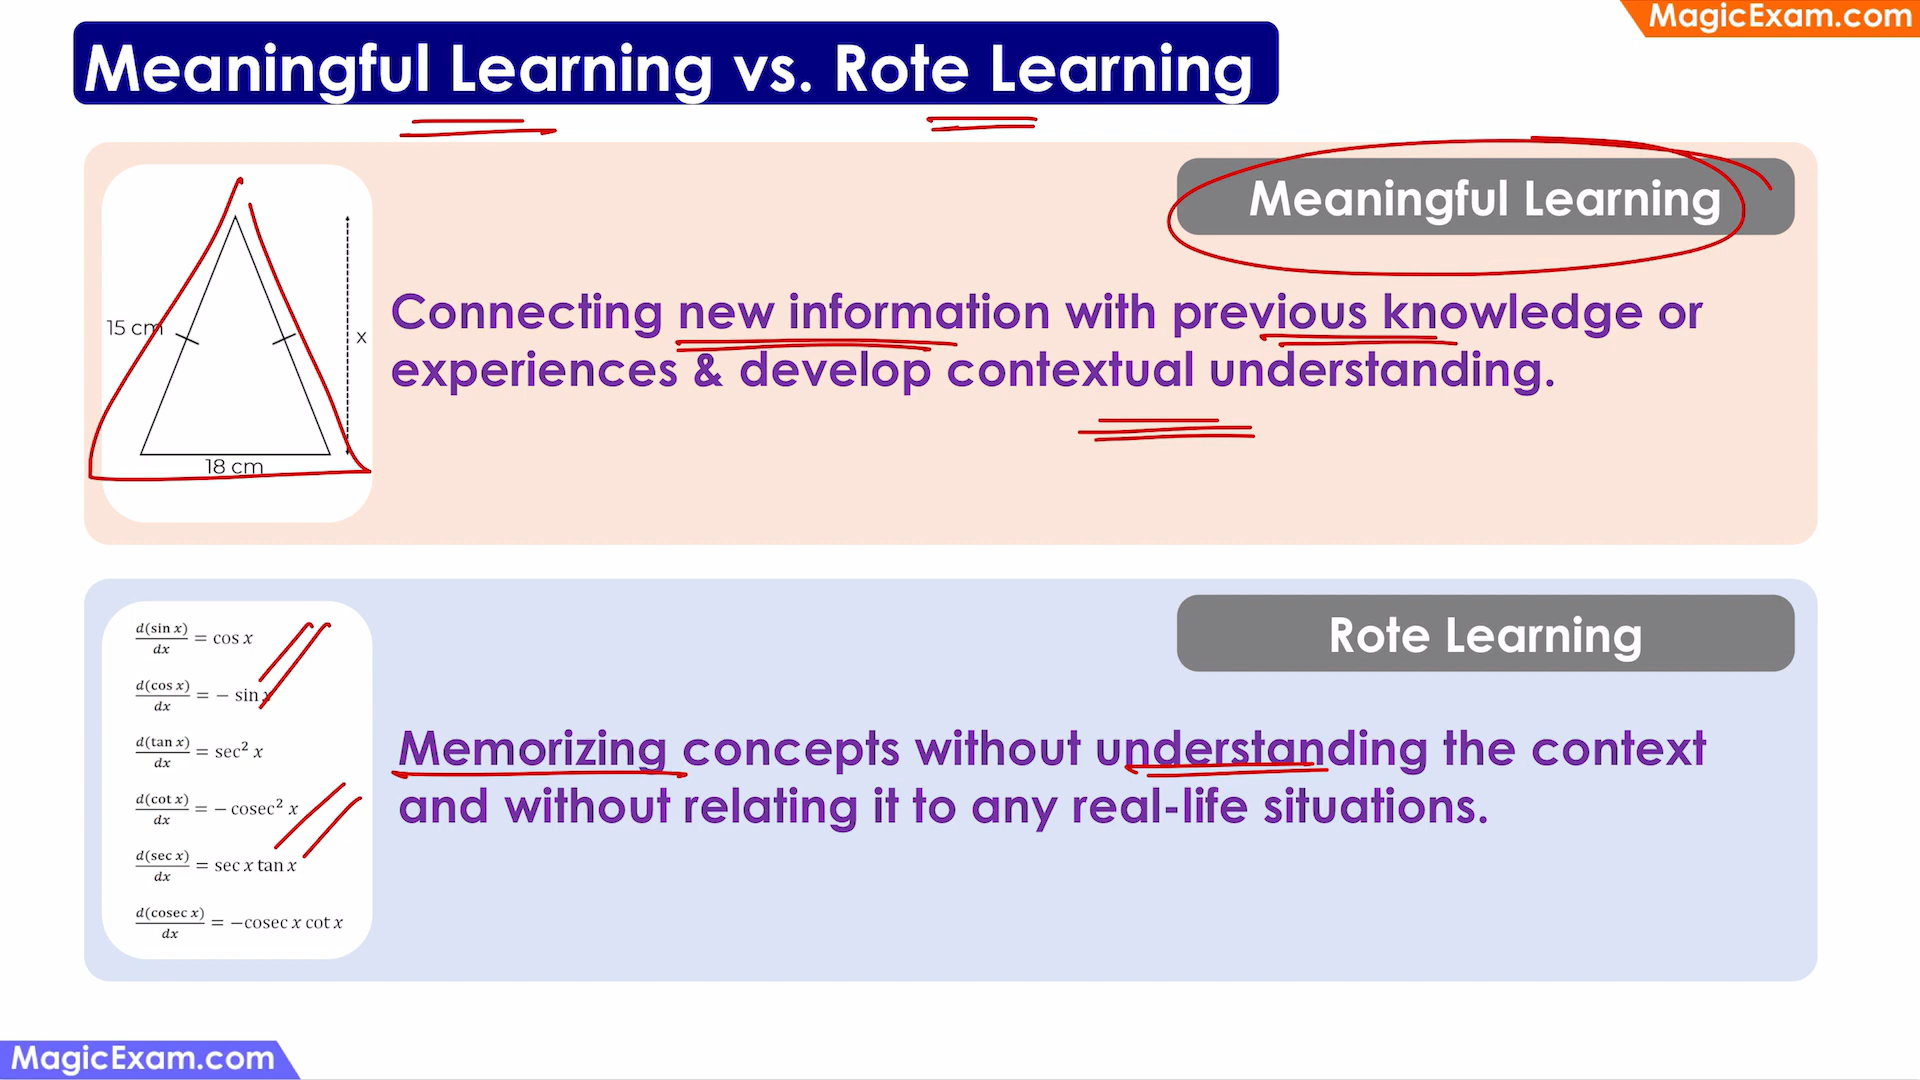 MagicExam.com
Meaningful Learning vs. Rote Learning
Meaningful Learning
15 cm
x
18 cm
Connecting new information with previous knowledge or
experiences & develop contextual understanding.
Rote Learning
d(sin x)/dx = cos x
d(cos x)/dx = − sin x
d(tan x)/dx = sec² x
d(cot x)/dx = − cosec² x
d(sec x)/dx = sec x tan x
d(cosec x)/dx = −cosec x cot x
Memorizing concepts without understanding the context
and without relating it to any real-life situations.
MagicExam.com